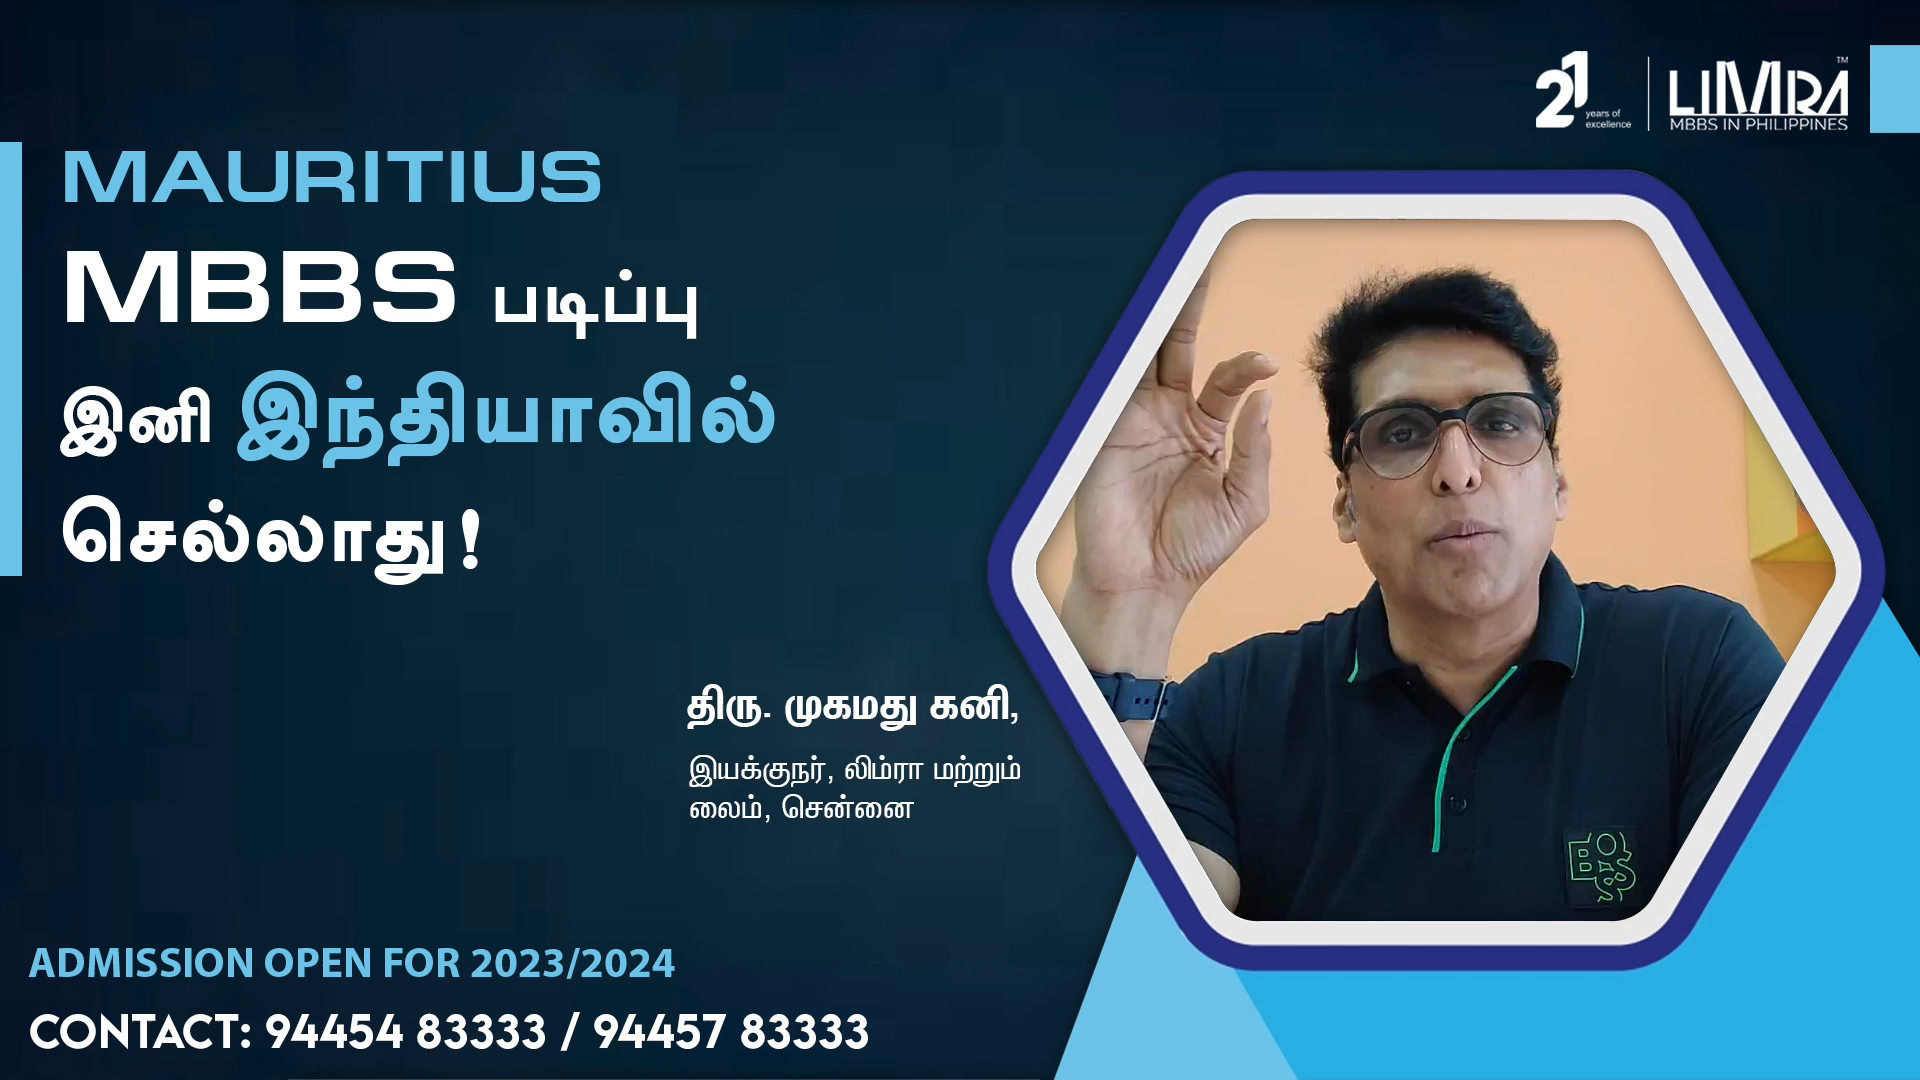 21 years of
excellence
LIMRA™
MBBS IN PHILIPPINES
MAURITIUS
MBBS படிப்பு
இனி இந்தியாவில்
செல்லாது!
திரு. முகமது கனி,
இயக்குநர், லிம்ரா மற்றும்
லைம், சென்னை
BOSS
ADMISSION OPEN FOR 2023/2024
CONTACT: 94454 83333 / 94457 83333